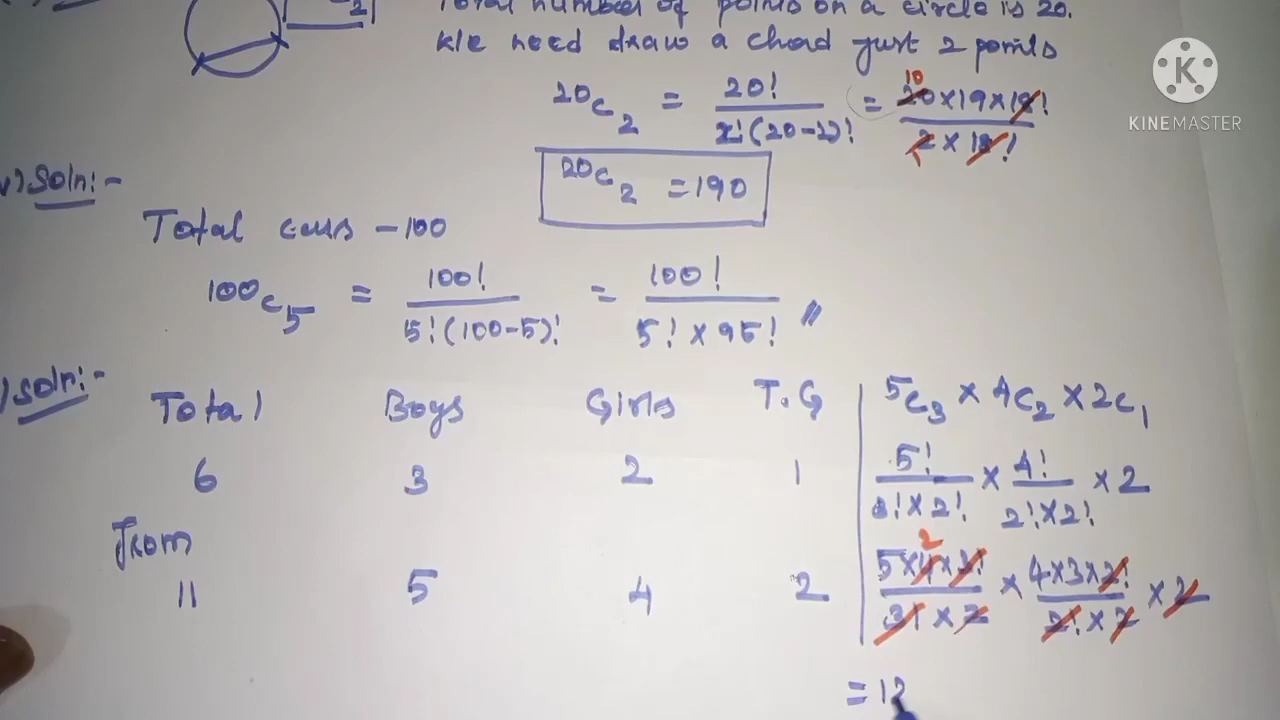 Total number of points on a circle is 20.
We need draw a chord just 2 points
20C2 = 20! / 2!(20-2)! = 20×19×18! / 2×18!
10
20C2 = 190
v) Soln:-
Total cars - 100
100C5 = 100! / 5!(100-5)! = 100! / 5!×95! //
) Soln:-
Total Boys Girls T.G
6 3 2 1
from
11 5 4 2
5C3 × 4C2 × 2C1
5! / 3!×2! × 4! / 2!×2! × 2
2
5×4×3! / 3!×2 × 4×3×2! / 2!×2 × 2
= 12
KINEMASTER